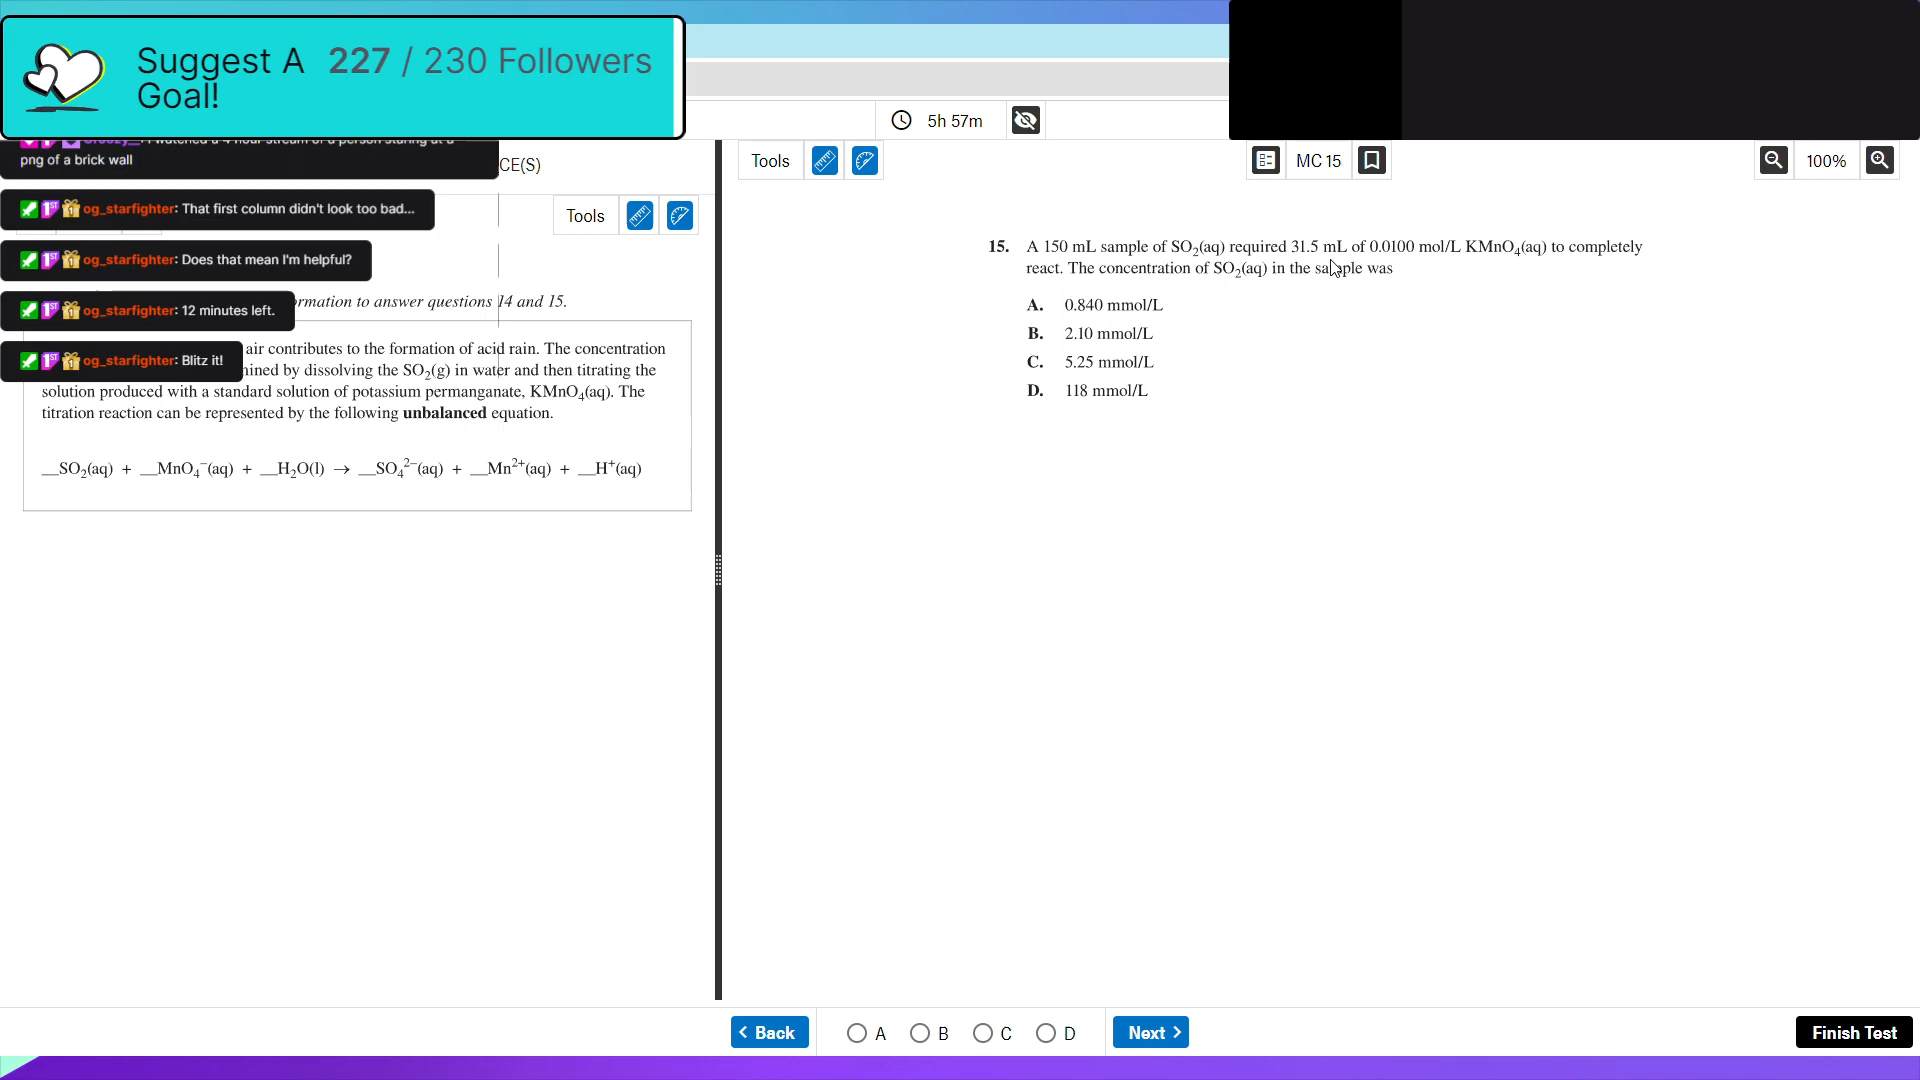 Suggest A Goal! 227 / 230 Followers
png of a brick wall
CE(S)
og_starfighter: That first column didn't look too bad...
og_starfighter: Does that mean I'm helpful?
og_starfighter: 12 minutes left.
og_starfighter: Blitz it!
Tools
ormation to answer questions 14 and 15.
air contributes to the formation of acid rain. The concentration
ined by dissolving the SO₂(g) in water and then titrating the
solution produced with a standard solution of potassium permanganate, KMnO₄(aq). The
titration reaction can be represented by the following unbalanced equation.
__SO₂(aq) + __MnO₄⁻(aq) + __H₂O(l) → __SO₄²⁻(aq) + __Mn²⁺(aq) + __H⁺(aq)
5h 57m
Tools
MC 15
100%
15. A 150 mL sample of SO₂(aq) required 31.5 mL of 0.0100 mol/L KMnO₄(aq) to completely
react. The concentration of SO₂(aq) in the sample was
A. 0.840 mmol/L
B. 2.10 mmol/L
C. 5.25 mmol/L
D. 118 mmol/L
Back
A
B
C
D
Next
Finish Test